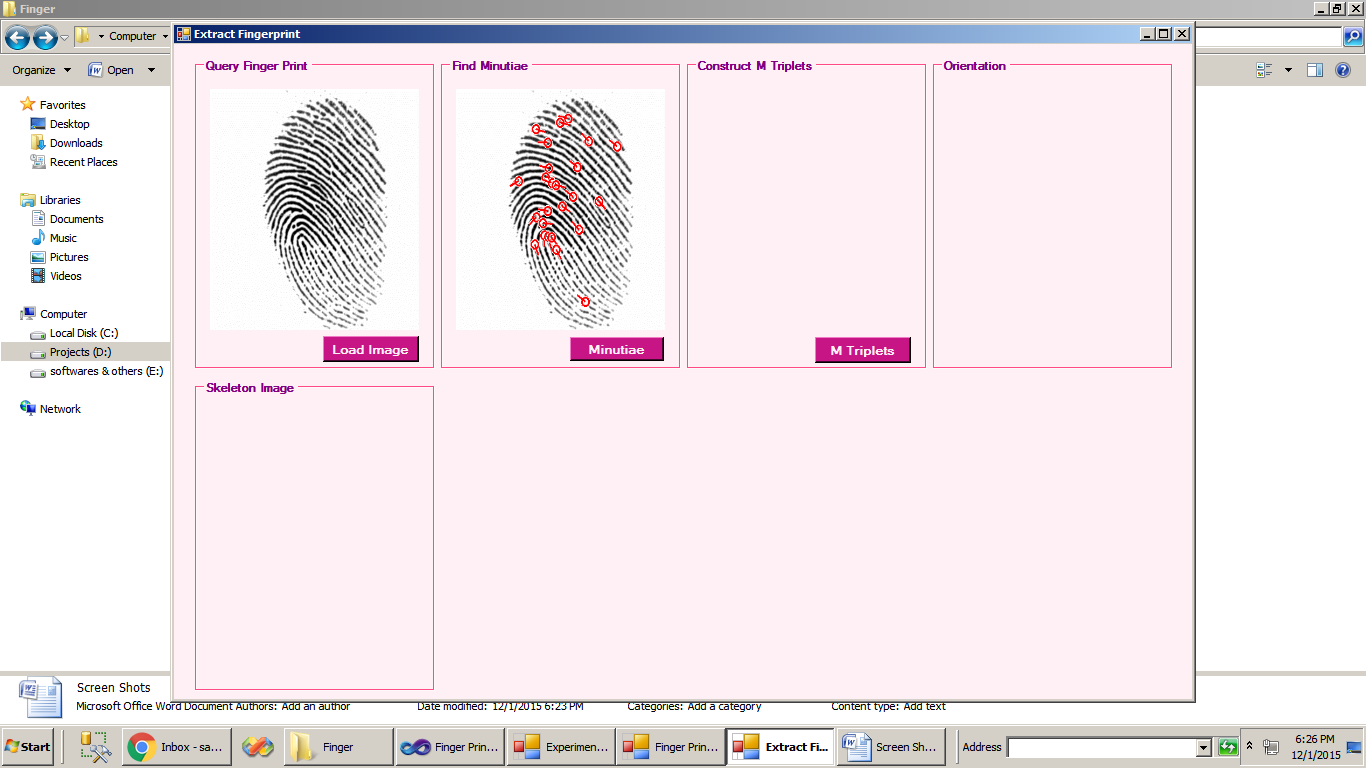 Finger
Computer
Extract Fingerprint
Organize
Open
Query Finger Print
Find Minutiae
Construct M Triplets
Orientation
Favorites
Desktop
Downloads
Recent Places
Libraries
Documents
Music
Pictures
Videos
Computer
Local Disk (C:)
Projects (D:)
softwares & others (E:)
Network
Load Image
Minutiae
M Triplets
Skeleton Image
Screen Shots
Microsoft Office Word Document Authors: Add an author Date modified: 12/1/2015 6:23 PM Categories: Add a category Content type: Add text
Start
Inbox - sa...
Finger
Finger Prin...
Experimen...
Finger Prin...
Extract Fi...
Screen Sh...
Address
6:26 PM
12/1/2015